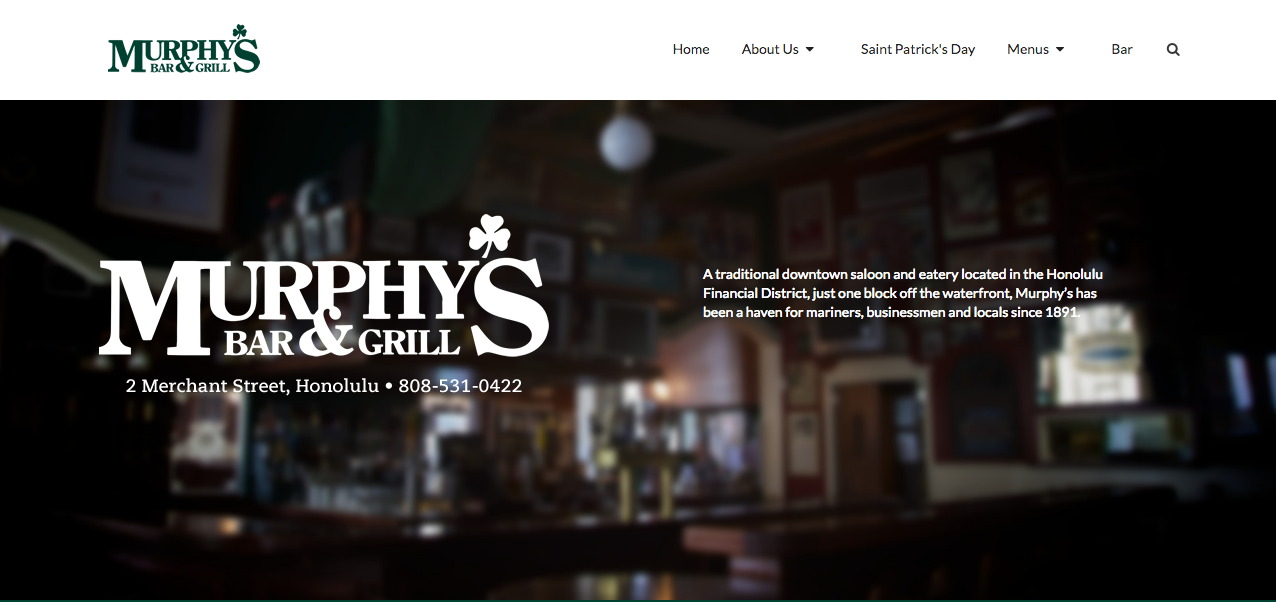 MURPHY'S
BAR & GRILL
Home About Us Saint Patrick's Day Menus Bar
MURPHY'S
BAR & GRILL
2 Merchant Street, Honolulu • 808-531-0422
A traditional downtown saloon and eatery located in the Honolulu
Financial District, just one block off the waterfront, Murphy's has
been a haven for mariners, businessmen and locals since 1891.